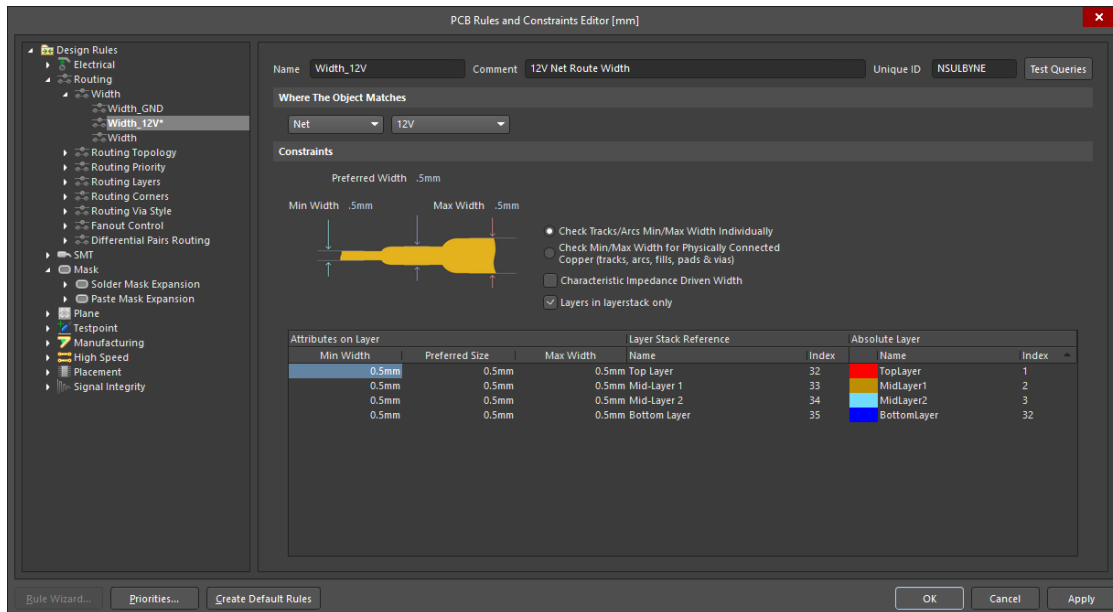 PCB Rules and Constraints Editor [mm]
Design Rules
Electrical
Routing
Width
Width_GND
Width_12V*
Width
Routing Topology
Routing Priority
Routing Layers
Routing Corners
Routing Via Style
Fanout Control
Differential Pairs Routing
SMT
Mask
Solder Mask Expansion
Paste Mask Expansion
Plane
Testpoint
Manufacturing
High Speed
Placement
Signal Integrity
Name Width_12V Comment 12V Net Route Width Unique ID NSULBYNE Test Queries
Where The Object Matches
Net 12V
Constraints
Preferred Width .5mm
Min Width .5mm Max Width .5mm
Check Tracks/Arcs Min/Max Width Individually
Check Min/Max Width for Physically Connected
Copper (tracks, arcs, fills, pads & vias)
Characteristic Impedance Driven Width
Layers in layerstack only
Attributes on Layer Layer Stack Reference Absolute Layer
Min Width Preferred Size Max Width Name Index Name Index
0.5mm 0.5mm 0.5mm Top Layer 32 TopLayer 1
0.5mm 0.5mm 0.5mm Mid-Layer 1 33 MidLayer1 2
0.5mm 0.5mm 0.5mm Mid-Layer 2 34 MidLayer2 3
0.5mm 0.5mm 0.5mm Bottom Layer 35 BottomLayer 32
Rule Wizard... Priorities... Create Default Rules OK Cancel Apply